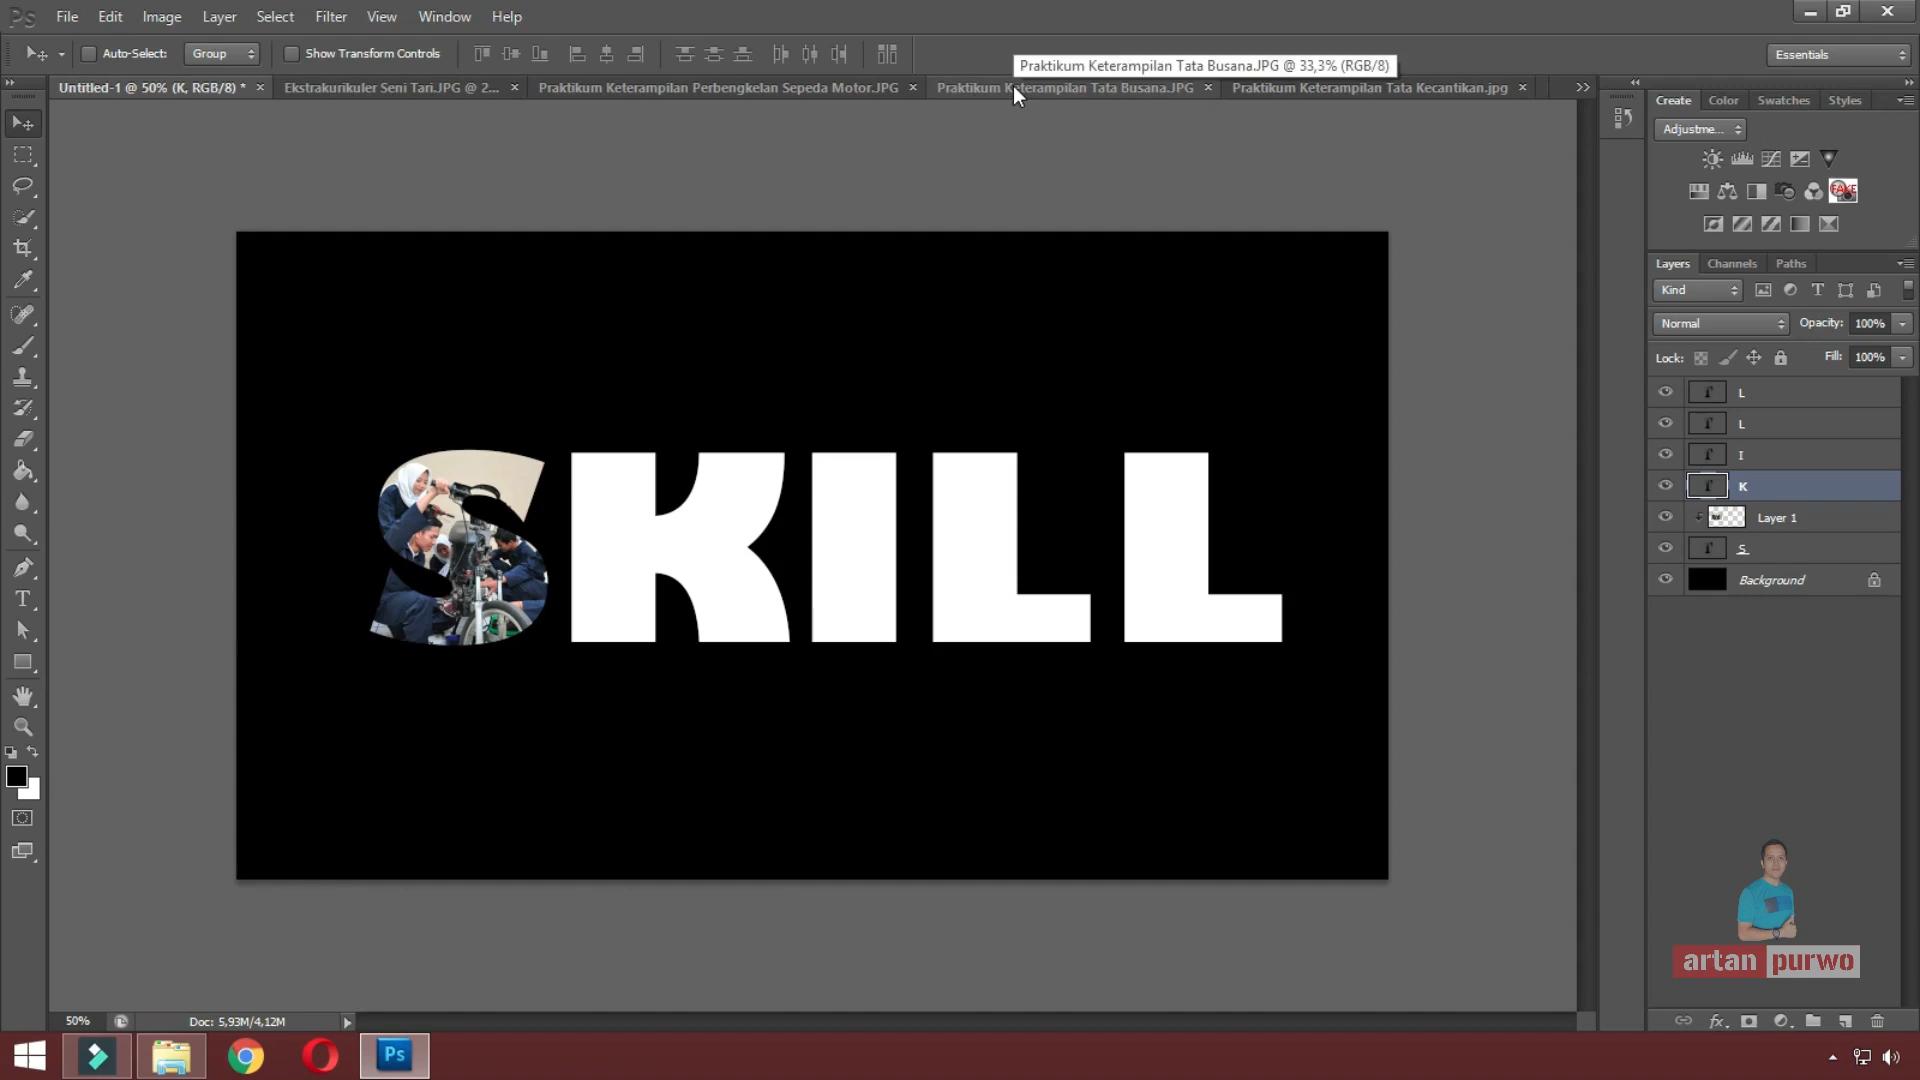 Ps File Edit Image Layer Select Filter View Window Help
Auto-Select: Group Show Transform Controls Essentials
Praktikum Keterampilan Tata Busana.JPG @ 33,3% (RGB/8)
Untitled-1 @ 50% (K, RGB/8) * × Ekstrakurikuler Seni Tari.JPG @ 2... × Praktikum Keterampilan Perbengkelan Sepeda Motor.JPG × Praktikum Keterampilan Tata Busana.JPG × Praktikum Keterampilan Tata Kecantikan.jpg ×
Create Color Swatches Styles
Adjustme...
FAKE
Layers Channels Paths
Kind
Normal Opacity: 100%
Lock: Fill: 100%
L
L
I
K
Layer 1
S
Background
SKILL
artan purwo
50% Doc: 5,93M/4,12M
Ps